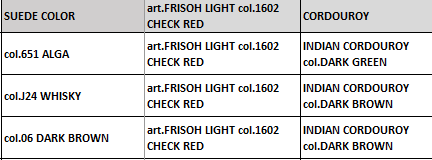 SUEDE COLOR
art.FRISOH LIGHT col.1602
CHECK RED
CORDOUROY
col.651 ALGA
art.FRISOH LIGHT col.1602
CHECK RED
INDIAN CORDOUROY
col.DARK GREEN
col.J24 WHISKY
art.FRISOH LIGHT col.1602
CHECK RED
INDIAN CORDOUROY
col.DARK BROWN
col.06 DARK BROWN
art.FRISOH LIGHT col.1602
CHECK RED
INDIAN CORDOUROY
col.DARK BROWN